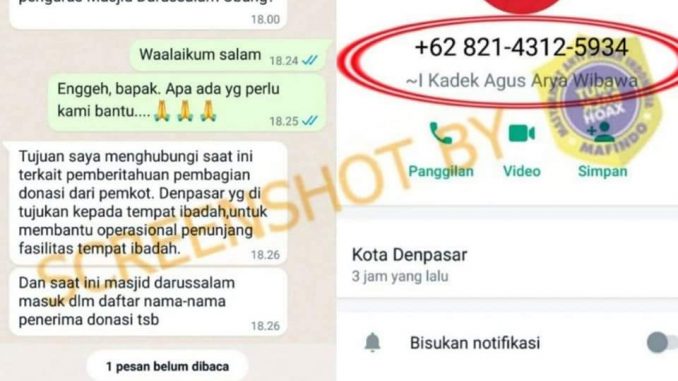 pengurus Masjid Darussalam Ubung?
18.00
Waalaikum salam
18.24
Enggeh, bapak. Apa ada yg perlu
kami bantu....🙏🙏🙏
18.25
Tujuan saya menghubungi saat ini
terkait pemberitahuan pembagian
donasi dari pemkot. Denpasar yg di
tujukan kepada tempat ibadah,untuk
membantu operasional penunjang
fasilitas tempat ibadah.
18.26
Dan saat ini masjid darussalam
masuk dlm daftar nama-nama
penerima donasi tsb
18.26
1 pesan belum dibaca
+62 821-4312-5934
~I Kadek Agus Arya Wibawa
Panggilan
Video
Simpan
Kota Denpasar
3 jam yang lalu
Bisukan notifikasi
SCREENSHOT BY
TURN
HOAX
MAFINDO